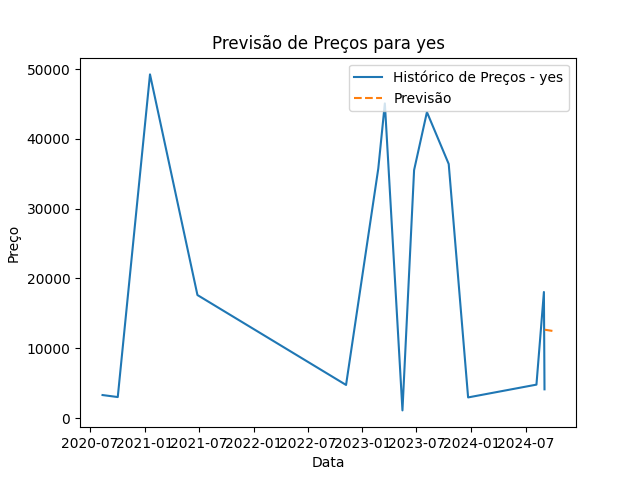 Previsão de Preços para yes
Histórico de Preços - yes
Previsão
50000
40000
30000
20000
10000
0
Preço
2020-07 2021-01 2021-07 2022-01 2022-07 2023-01 2023-07 2024-01 2024-07
Data